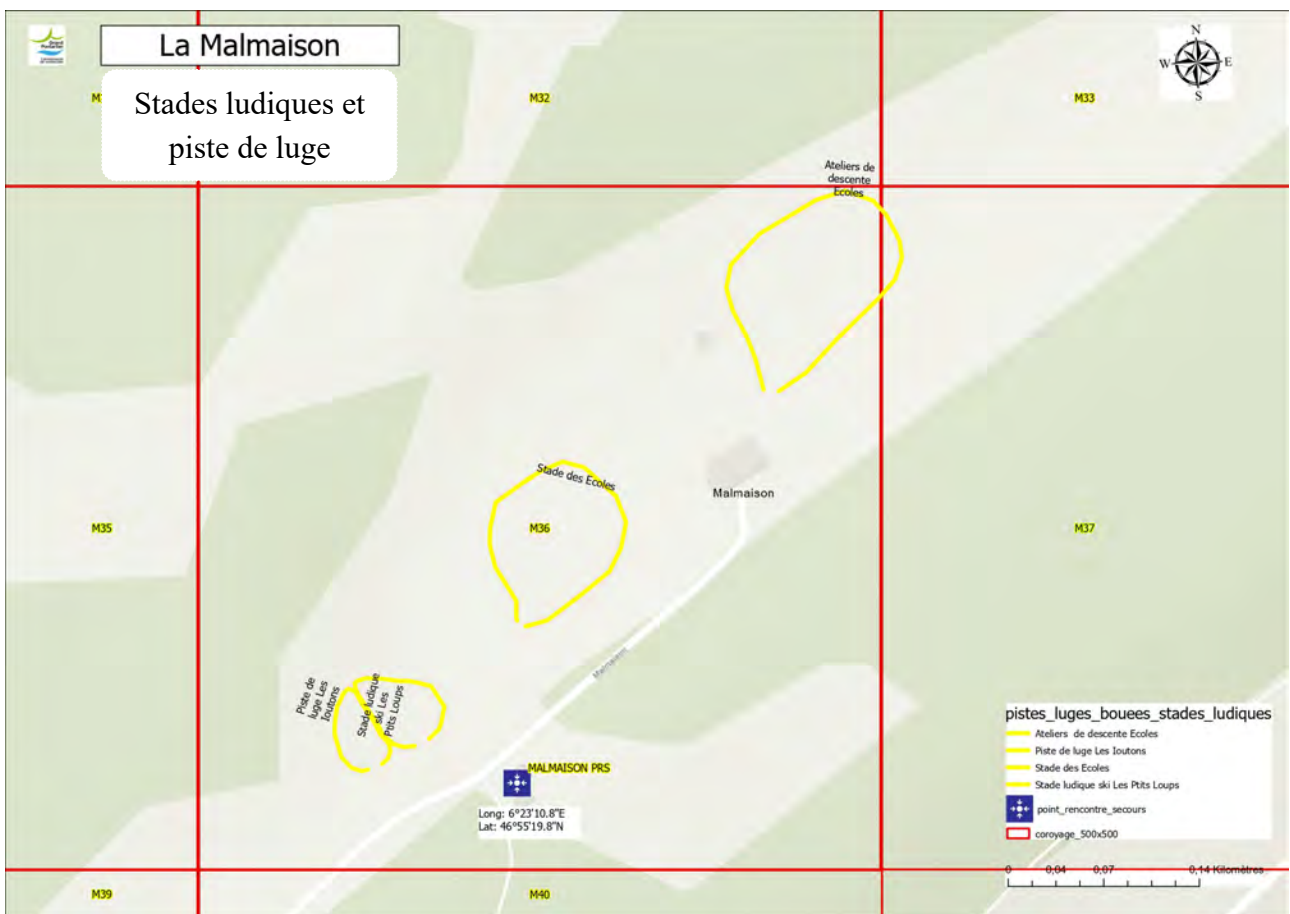 La Malmaison
Stades ludiques et
piste de luge
N
W E
S
M32
M33
Ateliers de
descente
Ecoles
Stade des Ecoles
Malmaison
M35
M36
M37
Malmaison
Piste de
luge Les
Ioutons
Stade ludique
ski Les
Ptits Loups
MALMAISON PRS
Long: 6°23'10.8"E
Lat: 46°55'19.8"N
pistes_luges_bouees_stades_ludiques
Ateliers de descente Ecoles
Piste de luge Les Ioutons
Stade des Ecoles
Stade ludique ski Les Ptits Loups
point_rencontre_secours
coroyage_500x500
0 0,04 0,07 0,14 Kilomètres
M39
M40